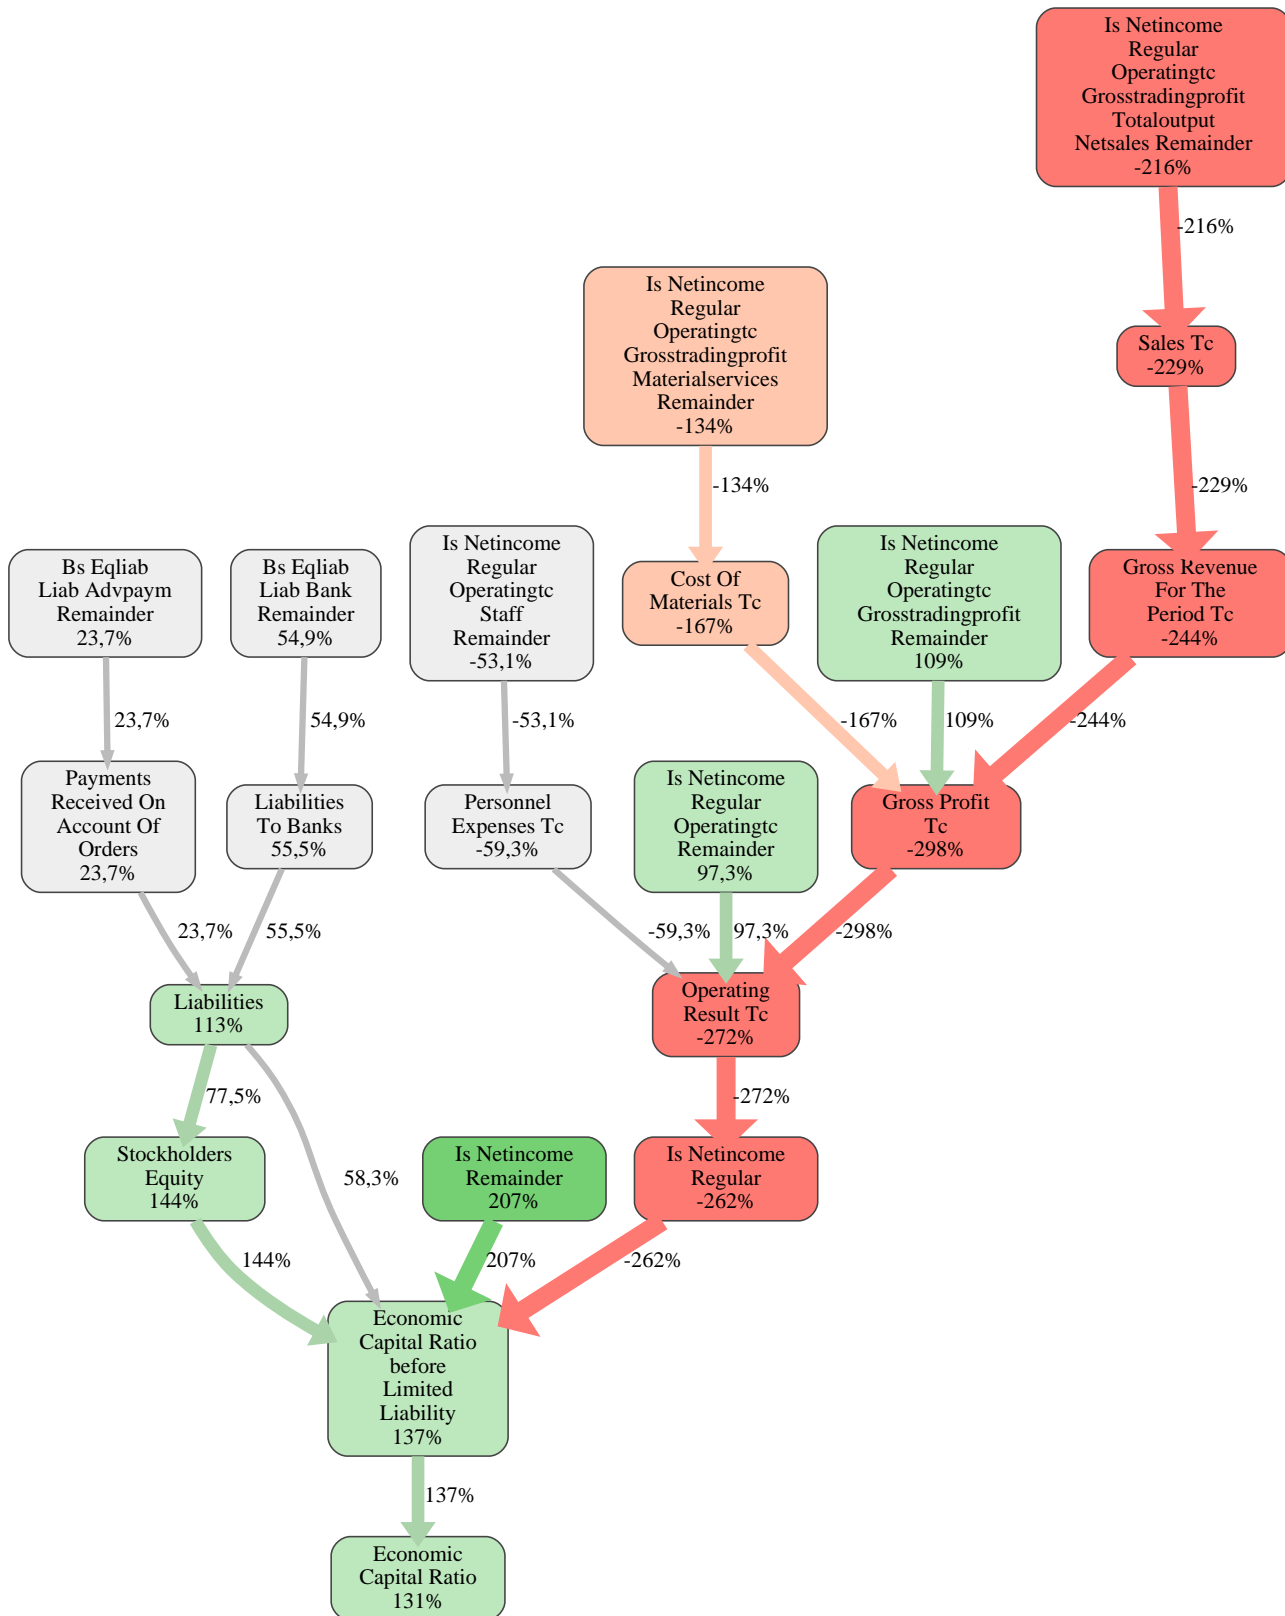 Is Netincome
Regular
Operatingtc
Grosstradingprofit
Totaloutput
Netsales Remainder
-216%
-216%
Is Netincome
Regular
Operatingtc
Grosstradingprofit
Materialservices
Remainder
-134%
Sales Tc
-229%
-134%
-229%
Bs Eqliab
Liab Advpaym
Remainder
23,7%
Bs Eqliab
Liab Bank
Remainder
54,9%
Is Netincome
Regular
Operatingtc
Staff
Remainder
-53,1%
Cost Of
Materials Tc
-167%
Is Netincome
Regular
Operatingtc
Grosstradingprofit
Remainder
109%
Gross Revenue
For The
Period Tc
-244%
23,7%
54,9%
-53,1%
-167%
109%
-244%
Payments
Received On
Account Of
Orders
23,7%
Liabilities
To Banks
55,5%
Personnel
Expenses Tc
-59,3%
Is Netincome
Regular
Operatingtc
Remainder
97,3%
Gross Profit
Tc
-298%
23,7%
55,5%
-59,3%
97,3%
-298%
Liabilities
113%
Operating
Result Tc
-272%
77,5%
-272%
Stockholders
Equity
144%
58,3%
Is Netincome
Remainder
207%
Is Netincome
Regular
-262%
144%
207%
-262%
Economic
Capital Ratio
before
Limited
Liability
137%
137%
Economic
Capital Ratio
131%